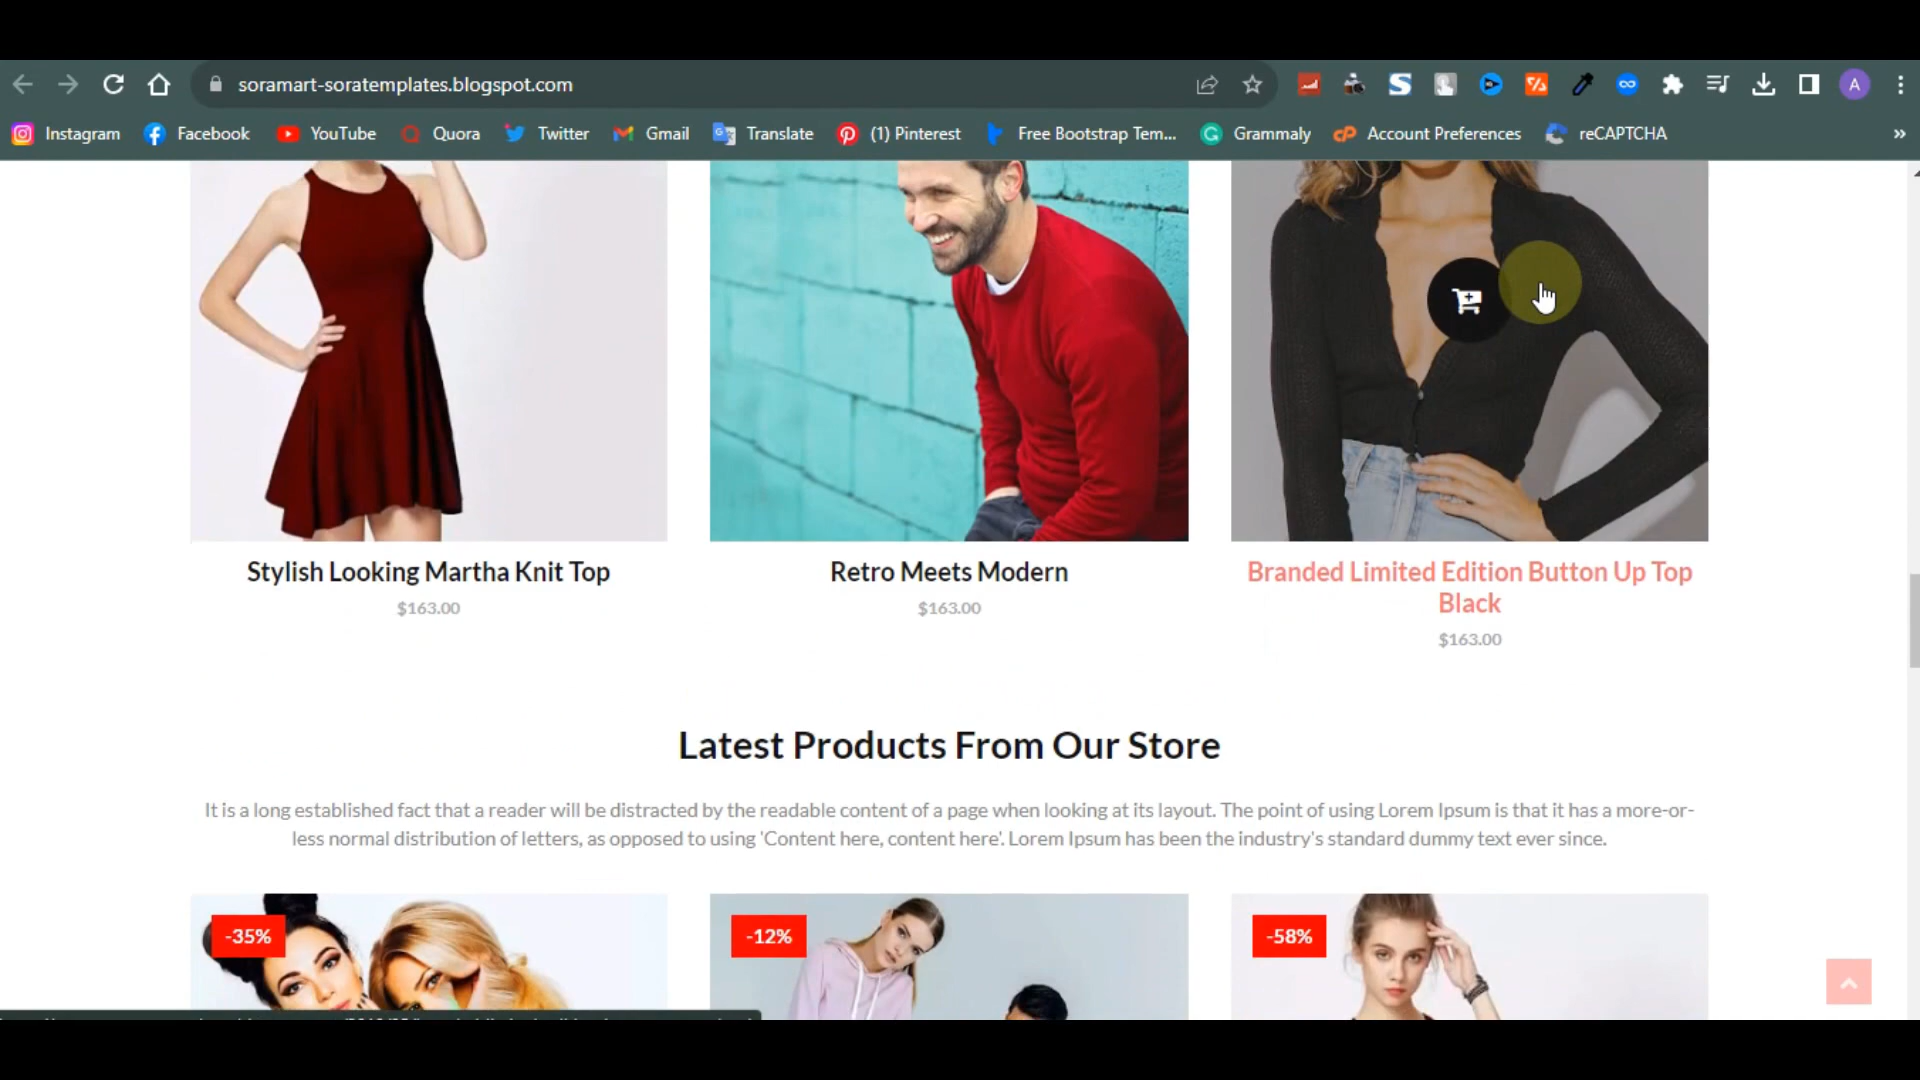 soramart-soratemplates.blogspot.com
A
Instagram Facebook YouTube Quora Twitter Gmail Translate (1) Pinterest Free Bootstrap Tem... Grammaly Account Preferences reCAPTCHA »
Stylish Looking Martha Knit Top
$163.00
Retro Meets Modern
$163.00
Branded Limited Edition Button Up Top
Black
$163.00
Latest Products From Our Store
It is a long established fact that a reader will be distracted by the readable content of a page when looking at its layout. The point of using Lorem Ipsum is that it has a more-or-
less normal distribution of letters, as opposed to using 'Content here, content here'. Lorem Ipsum has been the industry's standard dummy text ever since.
-35%
-12%
-58%